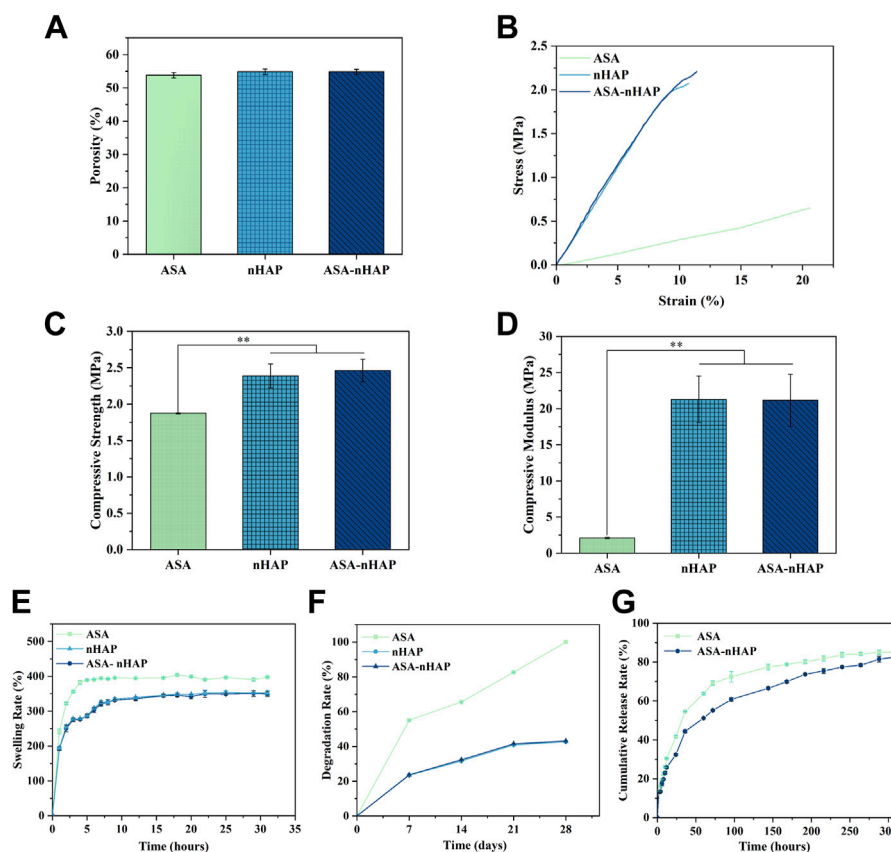 A
Porosity (%)
60
50
40
30
20
10
0
ASA
nHAP
ASA-nHAP
B
Stress (MPa)
2.5
2.0
1.5
1.0
0.5
0.0
ASA
nHAP
ASA-nHAP
0
5
10
15
20
Strain (%)
C
Compressive Strength (MPa)
3.0
2.5
2.0
1.5
1.0
0.5
0.0
**
ASA
nHAP
ASA-nHAP
D
Compressive Modulus (MPa)
30
25
20
15
10
5
0
**
ASA
nHAP
ASA-nHAP
E
Swelling Rate (%)
500
400
300
200
100
0
ASA
nHAP
ASA- nHAP
0
5
10
15
20
25
30
35
Time (hours)
F
Degradation Rate (%)
100
80
60
40
20
0
ASA
nHAP
ASA-nHAP
0
7
14
21
28
Time (days)
G
Cumulative Release Rate (%)
100
80
60
40
20
0
ASA
ASA-nHAP
0
50
100
150
200
250
Time (hours)